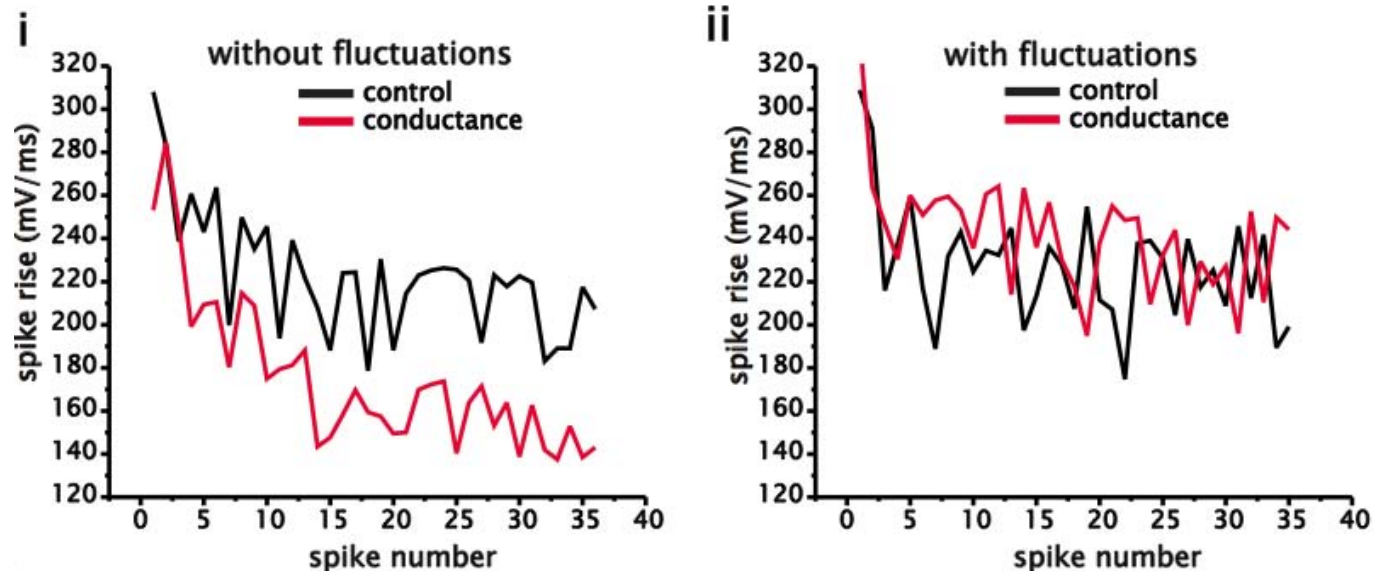 i
without fluctuations
control
conductance
320
300
280
260
240
220
200
180
160
140
120
spike rise (mV/ms)
0 5 10 15 20 25 30 35 40
spike number
ii
with fluctuations
control
conductance
320
300
280
260
240
220
200
180
160
140
120
spike rise (mV/ms)
0 5 10 15 20 25 30 35 40
spike number